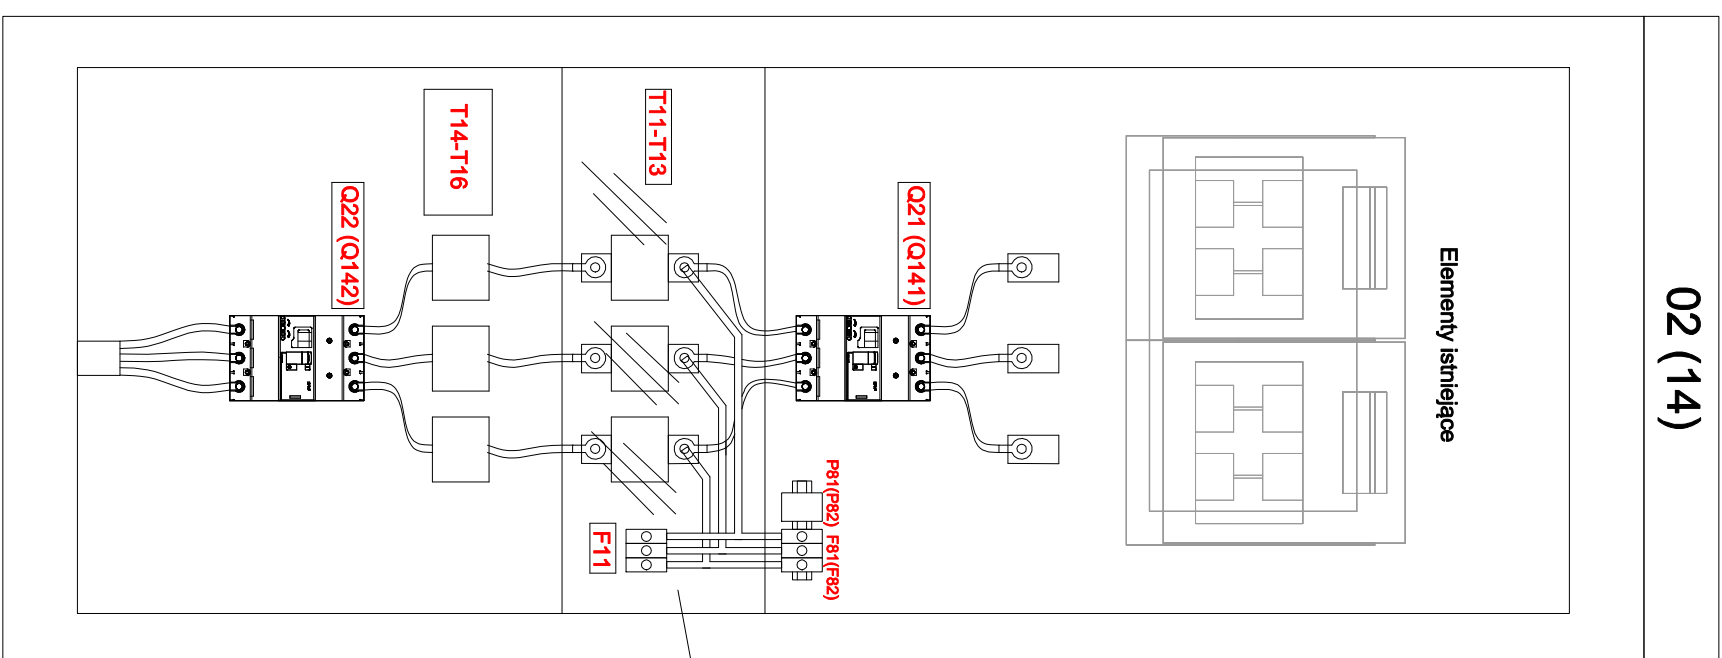 02 (14)
Elementy istniejące
Q21 (Q141)
P81(P82)
F81(F82)
T11-T13
F11
T14-T16
Q22 (Q142)